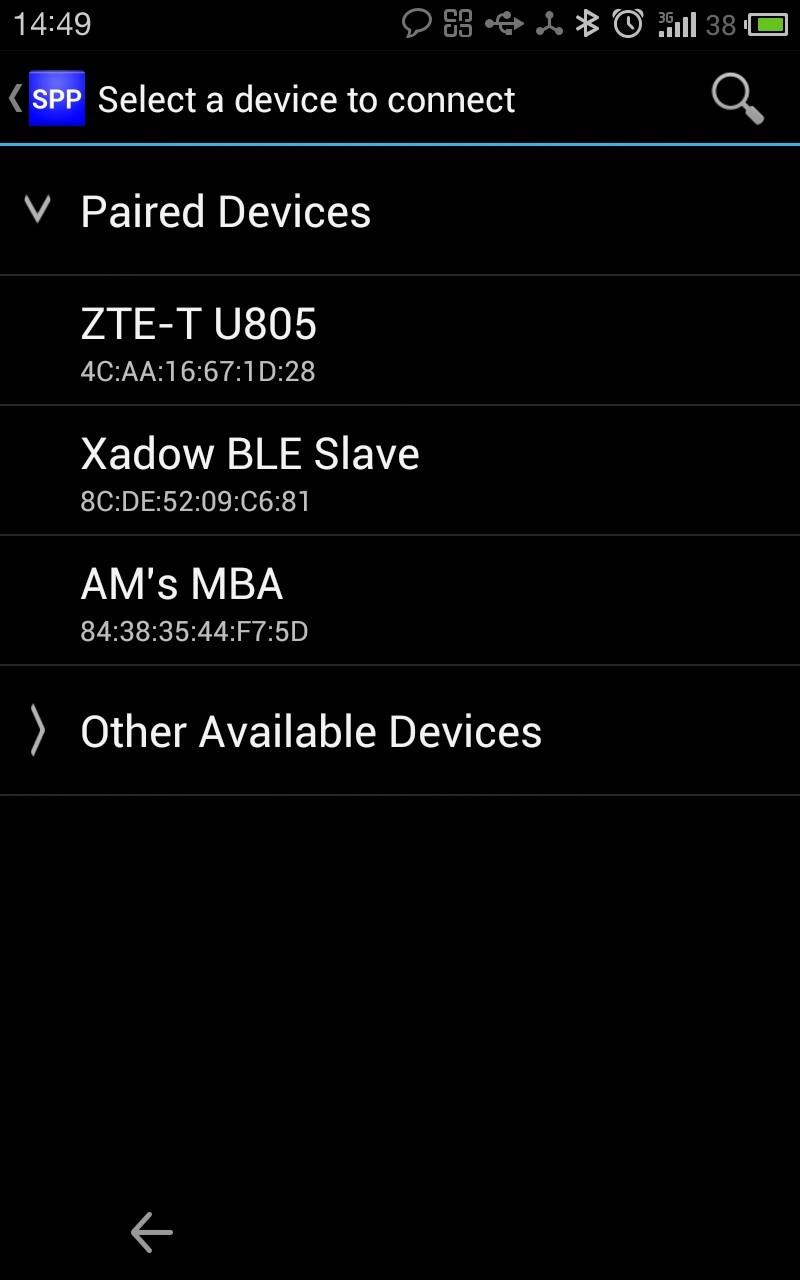 14:49
3G
38
SPP Select a device to connect
Paired Devices
ZTE-T U805
4C:AA:16:67:1D:28
Xadow BLE Slave
8C:DE:52:09:C6:81
AM's MBA
84:38:35:44:F7:5D
Other Available Devices